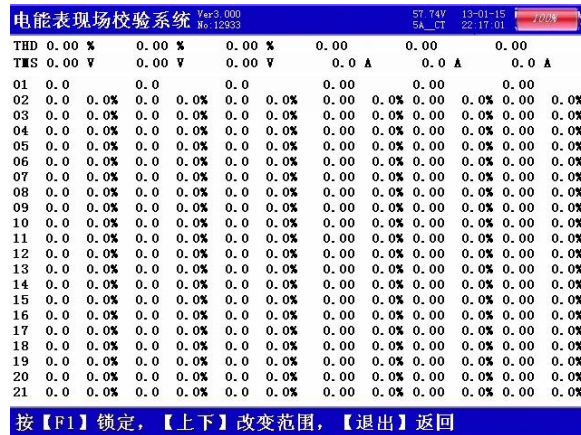 电能表现场校验系统 Ver3.000 No:12933 57.74V 5A_CT 13-01-15 22:17:01 100%
THD 0.00 % 0.00 % 0.00 % 0.00 0.00 0.00
TMS 0.00 V 0.00 V 0.00 V 0.0 A 0.0 A 0.0 A
01 0.0 0.0 0.0 0.00 0.00 0.00
02 0.0 0.0% 0.0 0.0% 0.0 0.0% 0.00 0.0% 0.00 0.0% 0.00 0.0%
03 0.0 0.0% 0.0 0.0% 0.0 0.0% 0.00 0.0% 0.00 0.0% 0.00 0.0%
04 0.0 0.0% 0.0 0.0% 0.0 0.0% 0.00 0.0% 0.00 0.0% 0.00 0.0%
05 0.0 0.0% 0.0 0.0% 0.0 0.0% 0.00 0.0% 0.00 0.0% 0.00 0.0%
06 0.0 0.0% 0.0 0.0% 0.0 0.0% 0.00 0.0% 0.00 0.0% 0.00 0.0%
07 0.0 0.0% 0.0 0.0% 0.0 0.0% 0.00 0.0% 0.00 0.0% 0.00 0.0%
08 0.0 0.0% 0.0 0.0% 0.0 0.0% 0.00 0.0% 0.00 0.0% 0.00 0.0%
09 0.0 0.0% 0.0 0.0% 0.0 0.0% 0.00 0.0% 0.00 0.0% 0.00 0.0%
10 0.0 0.0% 0.0 0.0% 0.0 0.0% 0.00 0.0% 0.00 0.0% 0.00 0.0%
11 0.0 0.0% 0.0 0.0% 0.0 0.0% 0.00 0.0% 0.00 0.0% 0.00 0.0%
12 0.0 0.0% 0.0 0.0% 0.0 0.0% 0.00 0.0% 0.00 0.0% 0.00 0.0%
13 0.0 0.0% 0.0 0.0% 0.0 0.0% 0.00 0.0% 0.00 0.0% 0.00 0.0%
14 0.0 0.0% 0.0 0.0% 0.0 0.0% 0.00 0.0% 0.00 0.0% 0.00 0.0%
15 0.0 0.0% 0.0 0.0% 0.0 0.0% 0.00 0.0% 0.00 0.0% 0.00 0.0%
16 0.0 0.0% 0.0 0.0% 0.0 0.0% 0.00 0.0% 0.00 0.0% 0.00 0.0%
17 0.0 0.0% 0.0 0.0% 0.0 0.0% 0.00 0.0% 0.00 0.0% 0.00 0.0%
18 0.0 0.0% 0.0 0.0% 0.0 0.0% 0.00 0.0% 0.00 0.0% 0.00 0.0%
19 0.0 0.0% 0.0 0.0% 0.0 0.0% 0.00 0.0% 0.00 0.0% 0.00 0.0%
20 0.0 0.0% 0.0 0.0% 0.0 0.0% 0.00 0.0% 0.00 0.0% 0.00 0.0%
21 0.0 0.0% 0.0 0.0% 0.0 0.0% 0.00 0.0% 0.00 0.0% 0.00 0.0%
按【F1】锁定，【上下】改变范围，【退出】返回